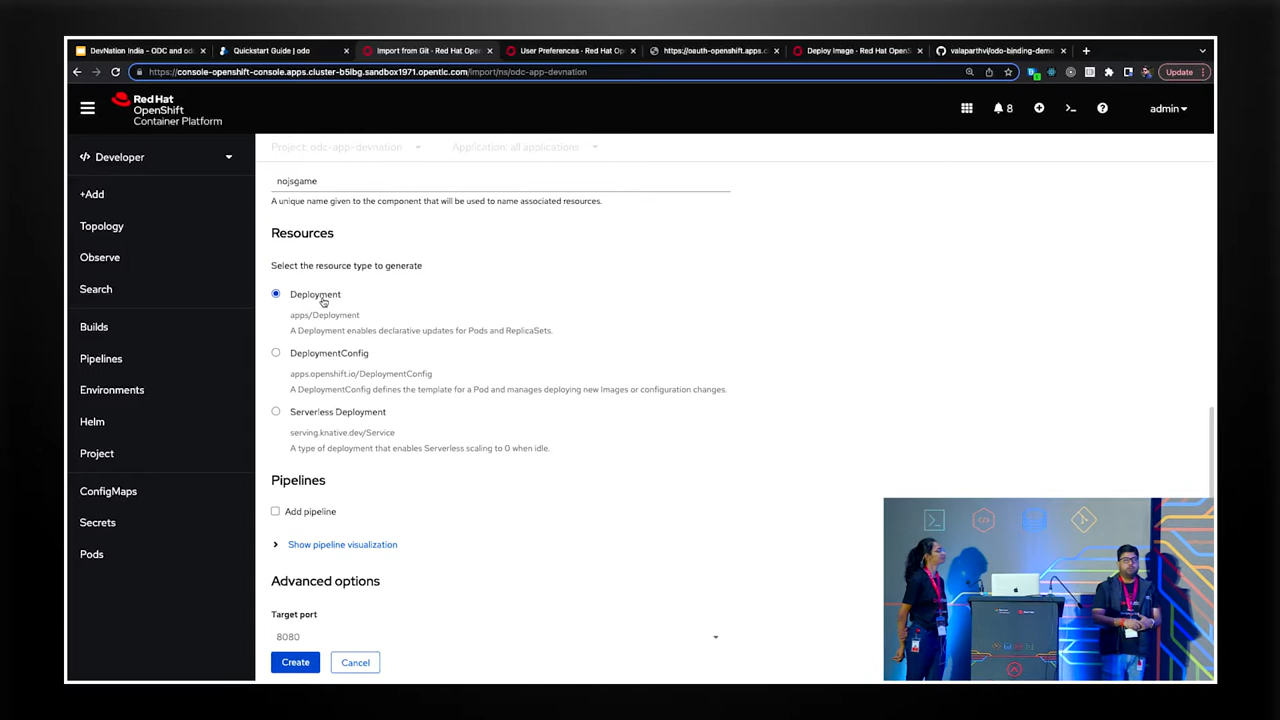 DevNation India - ODC and od
Quickstart Guide | odo
Import from Git · Red Hat Open
User Preferences · Red Hat Op
https://oauth-openshift.apps.c
Deploy Image · Red Hat OpenS
valaparthvi/odo-binding-demo
https://console-openshift-console.apps.cluster-b5lbg.sandbox1971.opentlc.com/import/ns/odc-app-devnation
Update
Red Hat
OpenShift
Container Platform
8
admin
Developer
Project: odc-app-devnation
Application: all applications
+Add
Topology
Observe
Search
Builds
Pipelines
Environments
Helm
Project
ConfigMaps
Secrets
Pods
nojsgame
A unique name given to the component that will be used to name associated resources.
Resources
Select the resource type to generate
Deployment
apps/Deployment
A Deployment enables declarative updates for Pods and ReplicaSets.
DeploymentConfig
apps.openshift.io/DeploymentConfig
A DeploymentConfig defines the template for a Pod and manages deploying new Images or configuration changes.
Serverless Deployment
serving.knative.dev/Service
A type of deployment that enables Serverless scaling to 0 when idle.
Pipelines
Add pipeline
Show pipeline visualization
Advanced options
Target port
8080
Create
Cancel